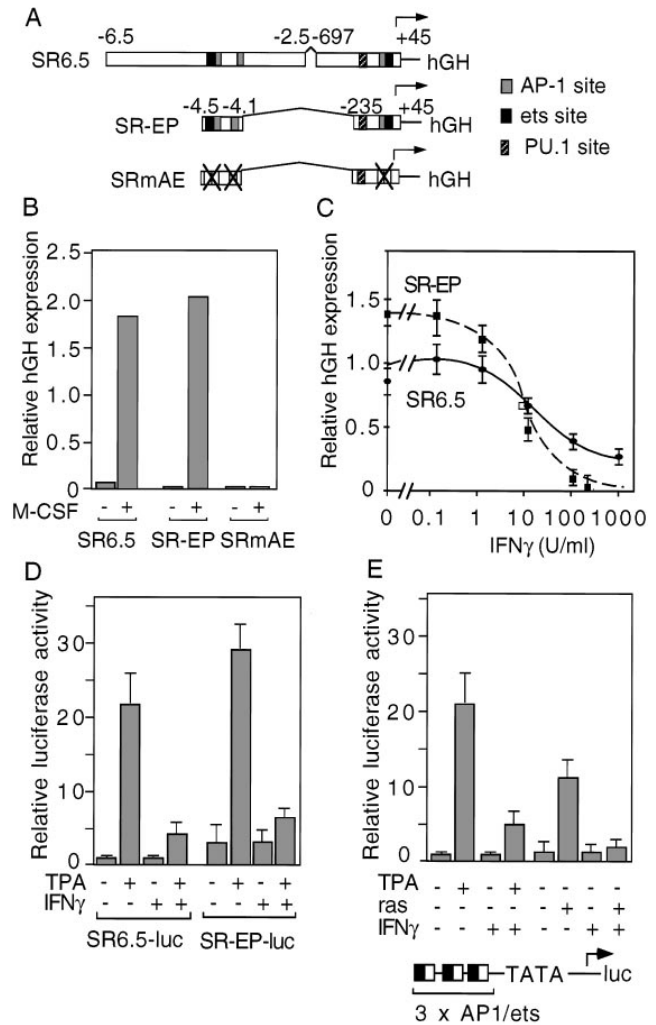 A
-6.5 -2.5 -697 +45
SR6.5 hGH
-4.5 -4.1 -235 +45
SR-EP hGH
SRmAE hGH
AP-1 site
ets site
PU.1 site
B
Relative hGH expression
2.5
2.0
1.5
1.0
0.5
0
M-CSF - + - + - +
SR6.5 SR-EP SRmAE
C
Relative hGH expression
1.5
1.0
0.5
0
SR-EP
SR6.5
0 0.1 1 10 100 1000
IFNγ (U/ml)
D
Relative luciferase activity
30
20
10
0
TPA - + - + - + - +
IFNγ - - + + - - + +
SR6.5-luc SR-EP-luc
E
Relative luciferase activity
30
20
10
0
TPA - + - + - - - -
ras - - - - - + - +
IFNγ - - + + - - + +
TATA luc
3 x AP1/ets